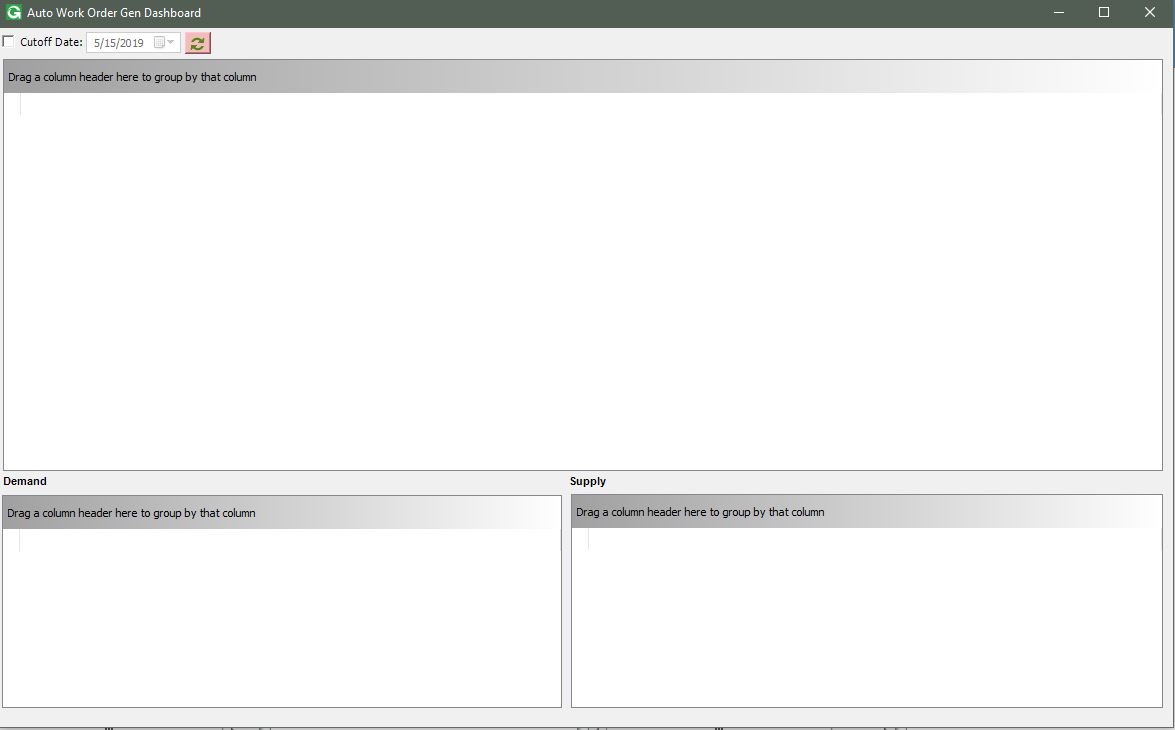 G Auto Work Order Gen Dashboard
Cutoff Date: 5/15/2019
Drag a column header here to group by that column
Demand
Supply
Drag a column header here to group by that column
Drag a column header here to group by that column